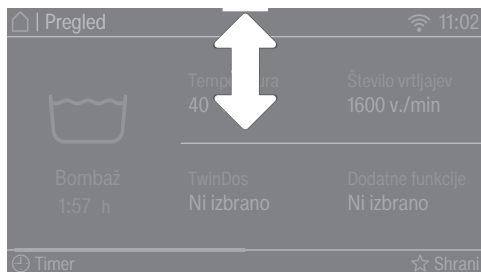 | Pregled 11:02
Temperatura
40
Število vrtljajev
1600 v./min
Bombaž
1:57 h
TwinDos
Ni izbrano
Dodatne funkcije
Ni izbrano
Timer
Shrani